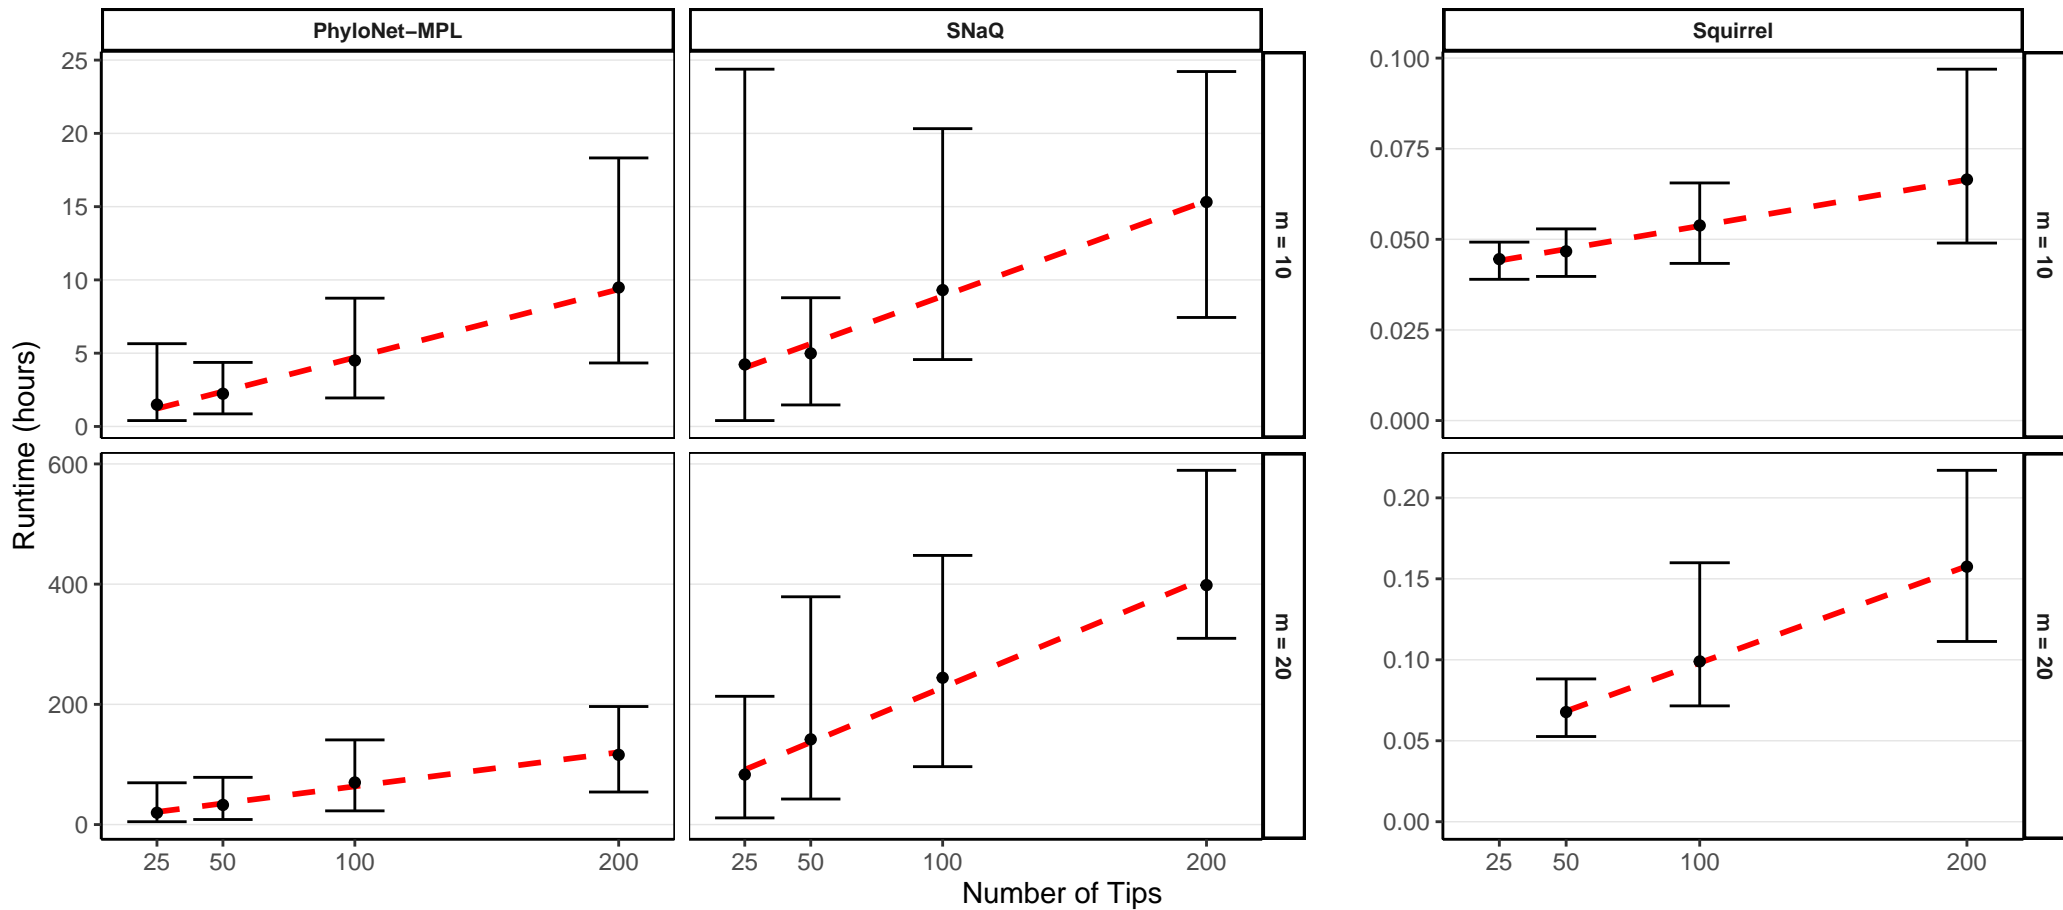 PhyloNet−MPL
SNaQ
Squirrel
Runtime (hours)
25
20
15
10
5
0
m = 10
0.100
0.075
0.050
0.025
0.000
m = 10
600
400
200
0
m = 20
0.20
0.15
0.10
0.05
0.00
m = 20
25 50 100 200
25 50 100 200
25 50 100 200
Number of Tips